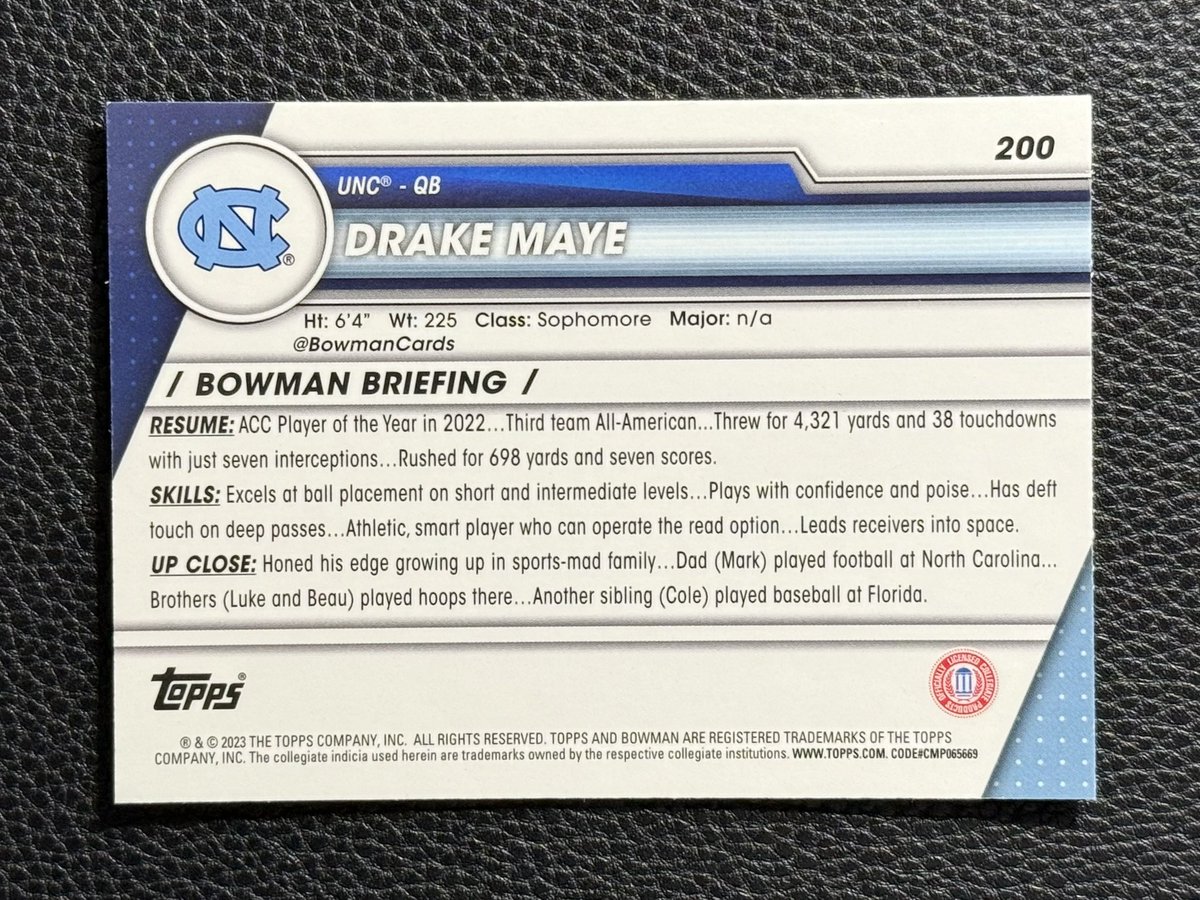 200
UNC® - QB
NC®
DRAKE MAYE
Ht: 6'4" Wt: 225 Class: Sophomore Major: n/a
@BowmanCards
/ BOWMAN BRIEFING /
RESUME: ACC Player of the Year in 2022...Third team All-American...Threw for 4,321 yards and 38 touchdowns
with just seven interceptions...Rushed for 698 yards and seven scores.
SKILLS: Excels at ball placement on short and intermediate levels...Plays with confidence and poise...Has deft
touch on deep passes...Athletic, smart player who can operate the read option...Leads receivers into space.
UP CLOSE: Honed his edge growing up in sports-mad family...Dad (Mark) played football at North Carolina...
Brothers (Luke and Beau) played hoops there...Another sibling (Cole) played baseball at Florida.
Topps®
OFFICIALLY LICENSED COLLEGIATE PRODUCTS
® & © 2023 THE TOPPS COMPANY, INC. ALL RIGHTS RESERVED. TOPPS AND BOWMAN ARE REGISTERED TRADEMARKS OF THE TOPPS
COMPANY, INC. The collegiate indicia used herein are trademarks owned by the respective collegiate institutions. WWW.TOPPS.COM. CODE#CMP065669